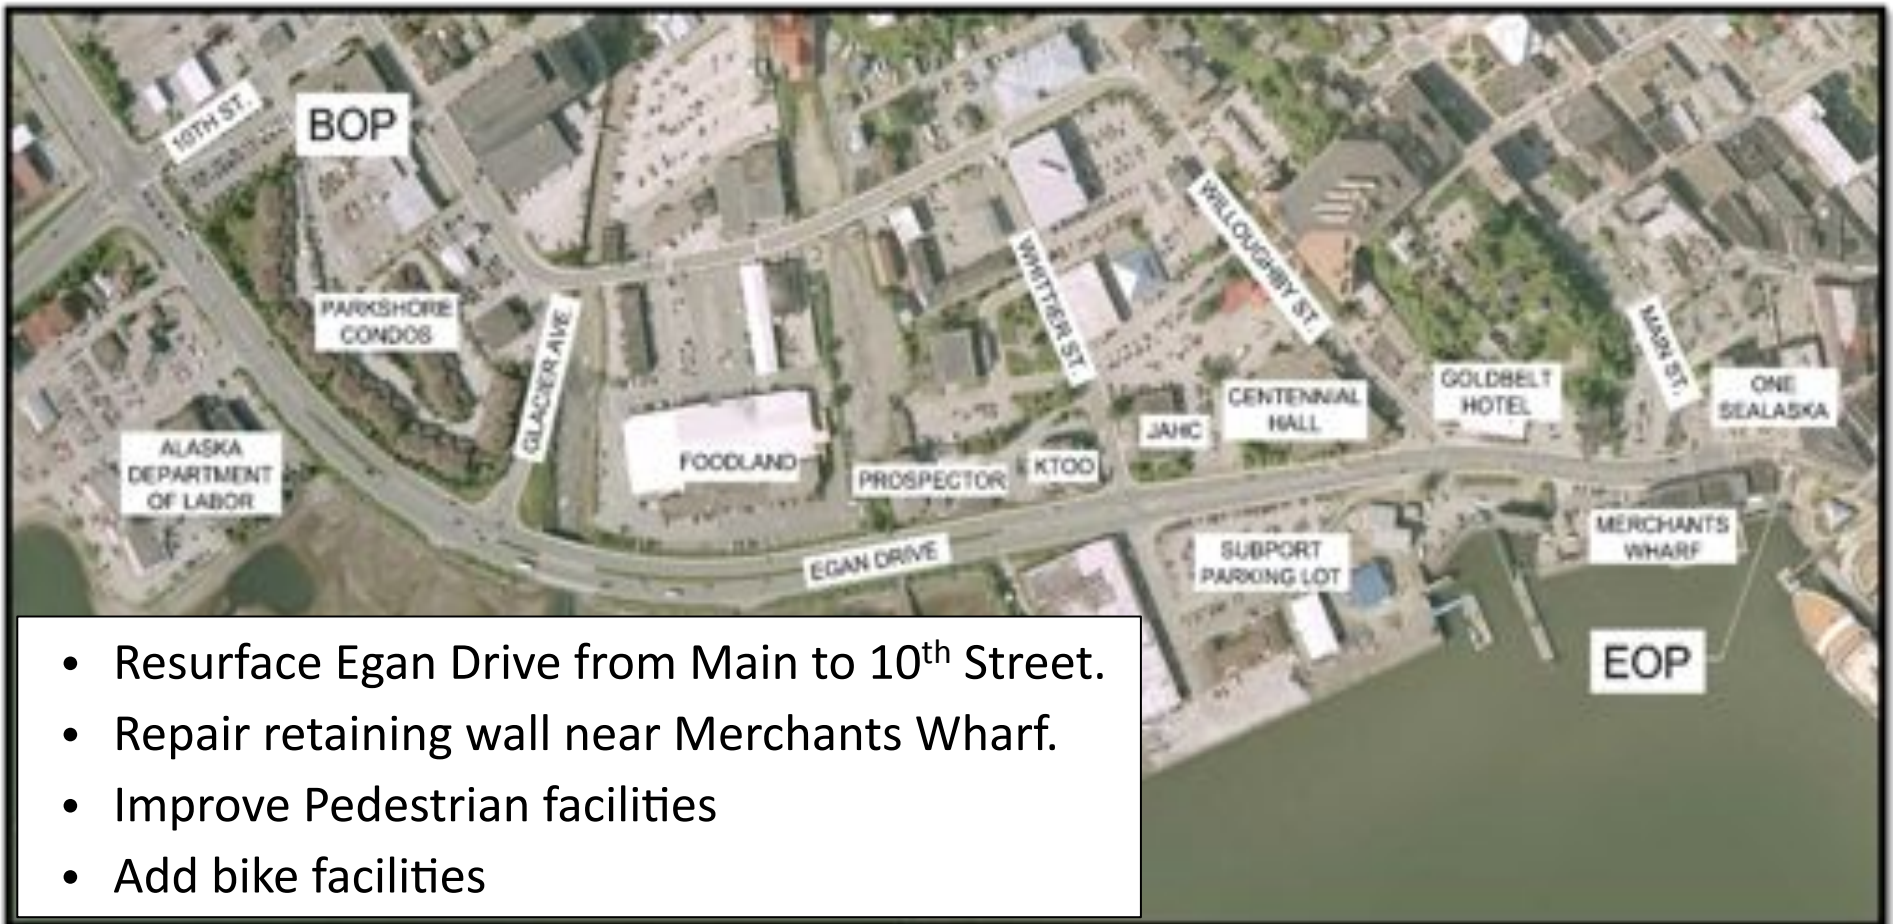 10TH ST.
BOP
PARKSHORE
CONDOS
GLACIER AVE.
ALASKA
DEPARTMENT
OF LABOR
FOODLAND
PROSPECTOR
KTOO
WHITTIER ST.
WILLOUGHBY ST.
JAHC
CENTENNIAL
HALL
GOLDBELT
HOTEL
MAIN ST.
ONE
SEALASKA
EGAN DRIVE
SUBPORT
PARKING LOT
MERCHANTS
WHARF
EOP
• Resurface Egan Drive from Main to 10th Street.
• Repair retaining wall near Merchants Wharf.
• Improve Pedestrian facilities
• Add bike facilities